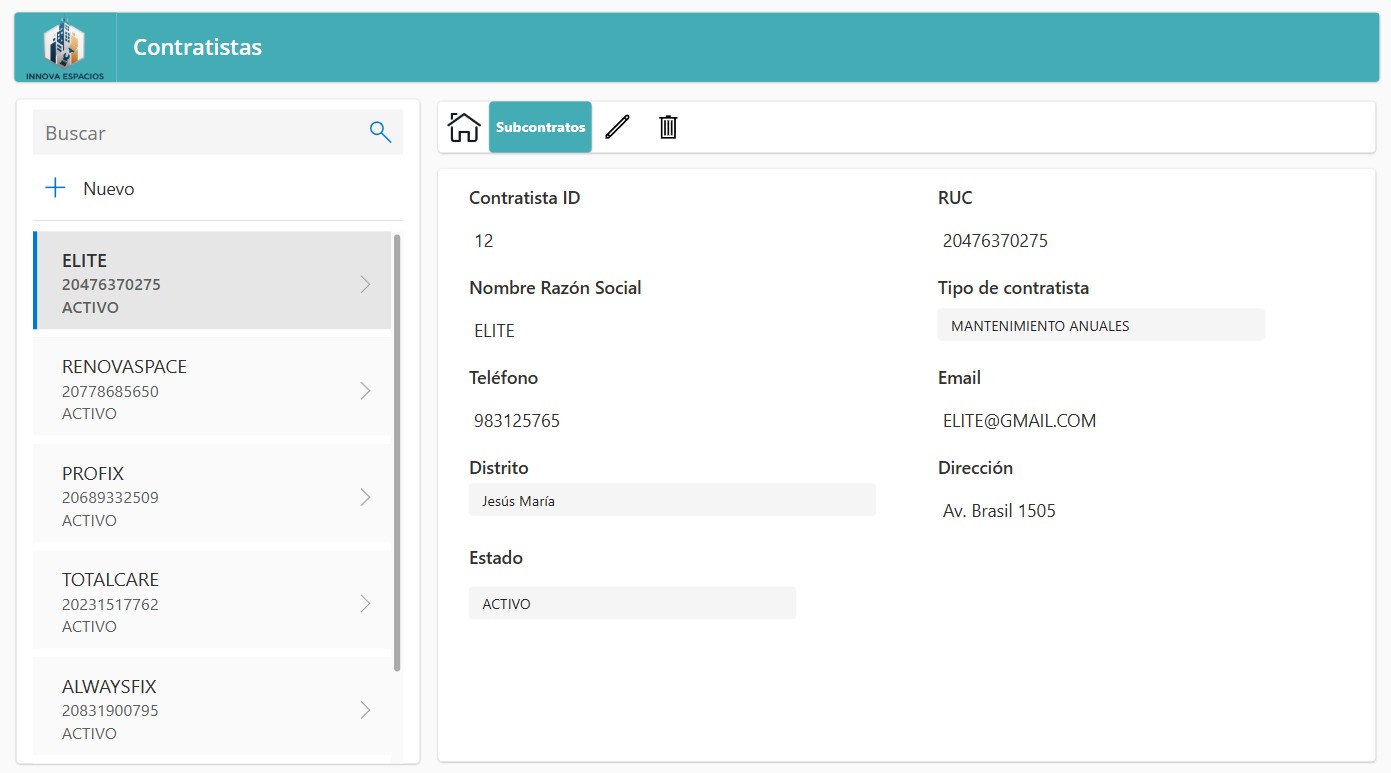 INNOVA ESPACIOS
Contratistas
Buscar
Nuevo
ELITE
20476370275
ACTIVO
RENOVASPACE
20778685650
ACTIVO
PROFIX
20689332509
ACTIVO
TOTALCARE
20231517762
ACTIVO
ALWAYSFIX
20831900795
ACTIVO
Subcontratos
Contratista ID
12
RUC
20476370275
Nombre Razón Social
ELITE
Tipo de contratista
MANTENIMIENTO ANUALES
Teléfono
983125765
Email
ELITE@GMAIL.COM
Distrito
Jesús María
Dirección
Av. Brasil 1505
Estado
ACTIVO